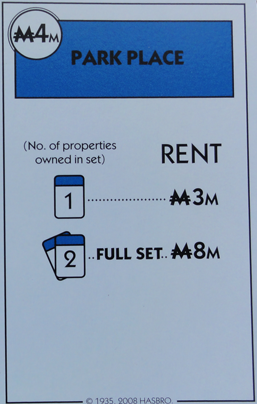 ₩4M
PARK PLACE
(No. of properties
owned in set)
RENT
1 ........................ ₩3M
2 ..FULL SET.. ₩8M
© 1935, 2008 HASBRO.